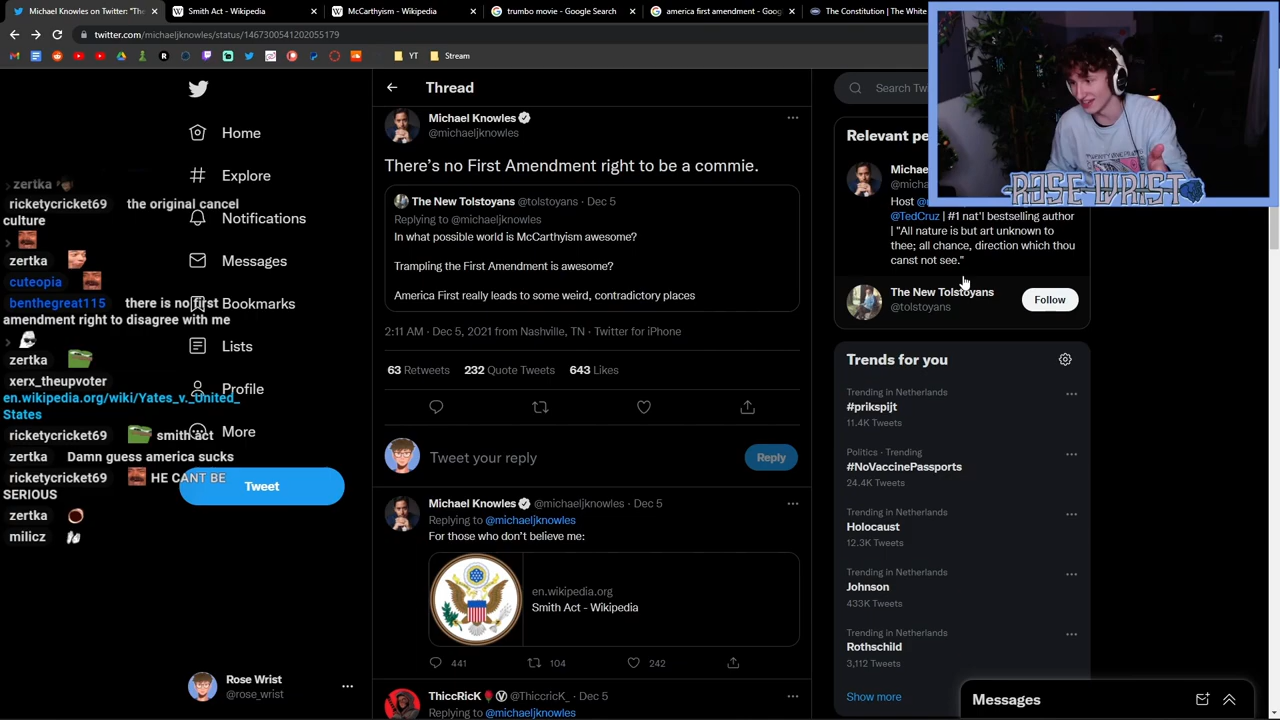 Michael Knowles on Twitter: "The
Smith Act - Wikipedia
McCarthyism - Wikipedia
trumbo movie - Google Search
america first amendment - Goog
The Constitution | The White
twitter.com/michaeljknowles/status/1467300541202055179
YT
Stream
Home
Explore
Notifications
Messages
Bookmarks
Lists
Profile
More
Tweet
Rose Wrist
@rose_wrist
zertka
ricketycricket69 the original cancel
culture
zertka
cuteopia
benthegreat115 there is no first
amendment right to disagree with me
zertka
xerx_theupvoter
en.wikipedia.org/wiki/Yates_v._United_
States
ricketycricket69 smith act
zertka Damn guess america sucks
ricketycricket69 HE CANT BE
SERIOUS
zertka
milicz
Thread
Michael Knowles
@michaeljknowles
There's no First Amendment right to be a commie.
The New Tolstoyans @tolstoyans · Dec 5
Replying to @michaeljknowles
In what possible world is McCarthyism awesome?
Trampling the First Amendment is awesome?
America First really leads to some weird, contradictory places
2:11 AM · Dec 5, 2021 from Nashville, TN · Twitter for iPhone
63 Retweets 232 Quote Tweets 643 Likes
Tweet your reply
Reply
Michael Knowles @michaeljknowles · Dec 5
Replying to @michaeljknowles
For those who don't believe me:
en.wikipedia.org
Smith Act - Wikipedia
441 104 242
ThiccRicK @ThiccricK_ · Dec 5
Replying to @michaeljknowles
Search Tw
Relevant pe
Michae
@micha
Host @
@TedCruz | #1 nat'l bestselling author
| "All nature is but art unknown to
thee; all chance, direction which thou
canst not see."
The New Tolstoyans
@tolstoyans
Follow
Trends for you
Trending in Netherlands
#prikspijt
11.4K Tweets
Politics · Trending
#NoVaccinePassports
24.4K Tweets
Trending in Netherlands
Holocaust
12.3K Tweets
Trending in Netherlands
Johnson
433K Tweets
Trending in Netherlands
Rothschild
3,112 Tweets
Show more
Messages
ROSE WRIST